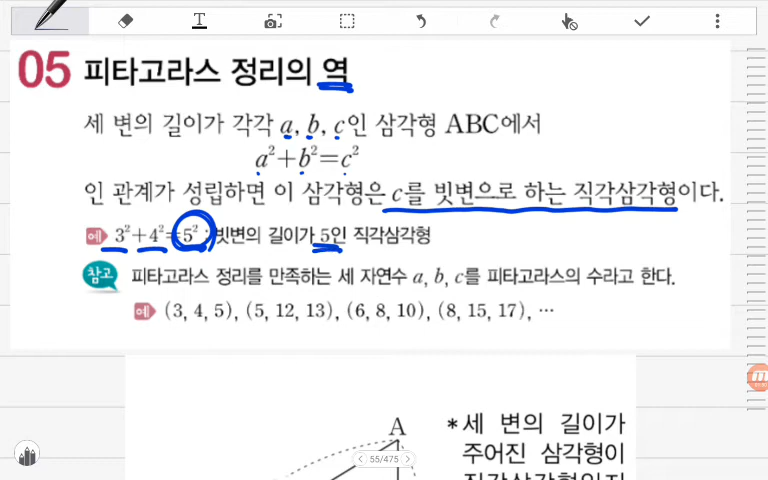 T
05 피타고라스 정리의 역
세 변의 길이가 각각 a, b, c인 삼각형 ABC에서
a²+b²=c²
인 관계가 성립하면 이 삼각형은 c를 빗변으로 하는 직각삼각형이다.
예 3²+4²=5² : 빗변의 길이가 5인 직각삼각형
참고 피타고라스 정리를 만족하는 세 자연수 a, b, c를 피타고라스의 수라고 한다.
예 (3, 4, 5), (5, 12, 13), (6, 8, 10), (8, 15, 17), ⋯
A
*세 변의 길이가
주어진 삼각형이
55/475